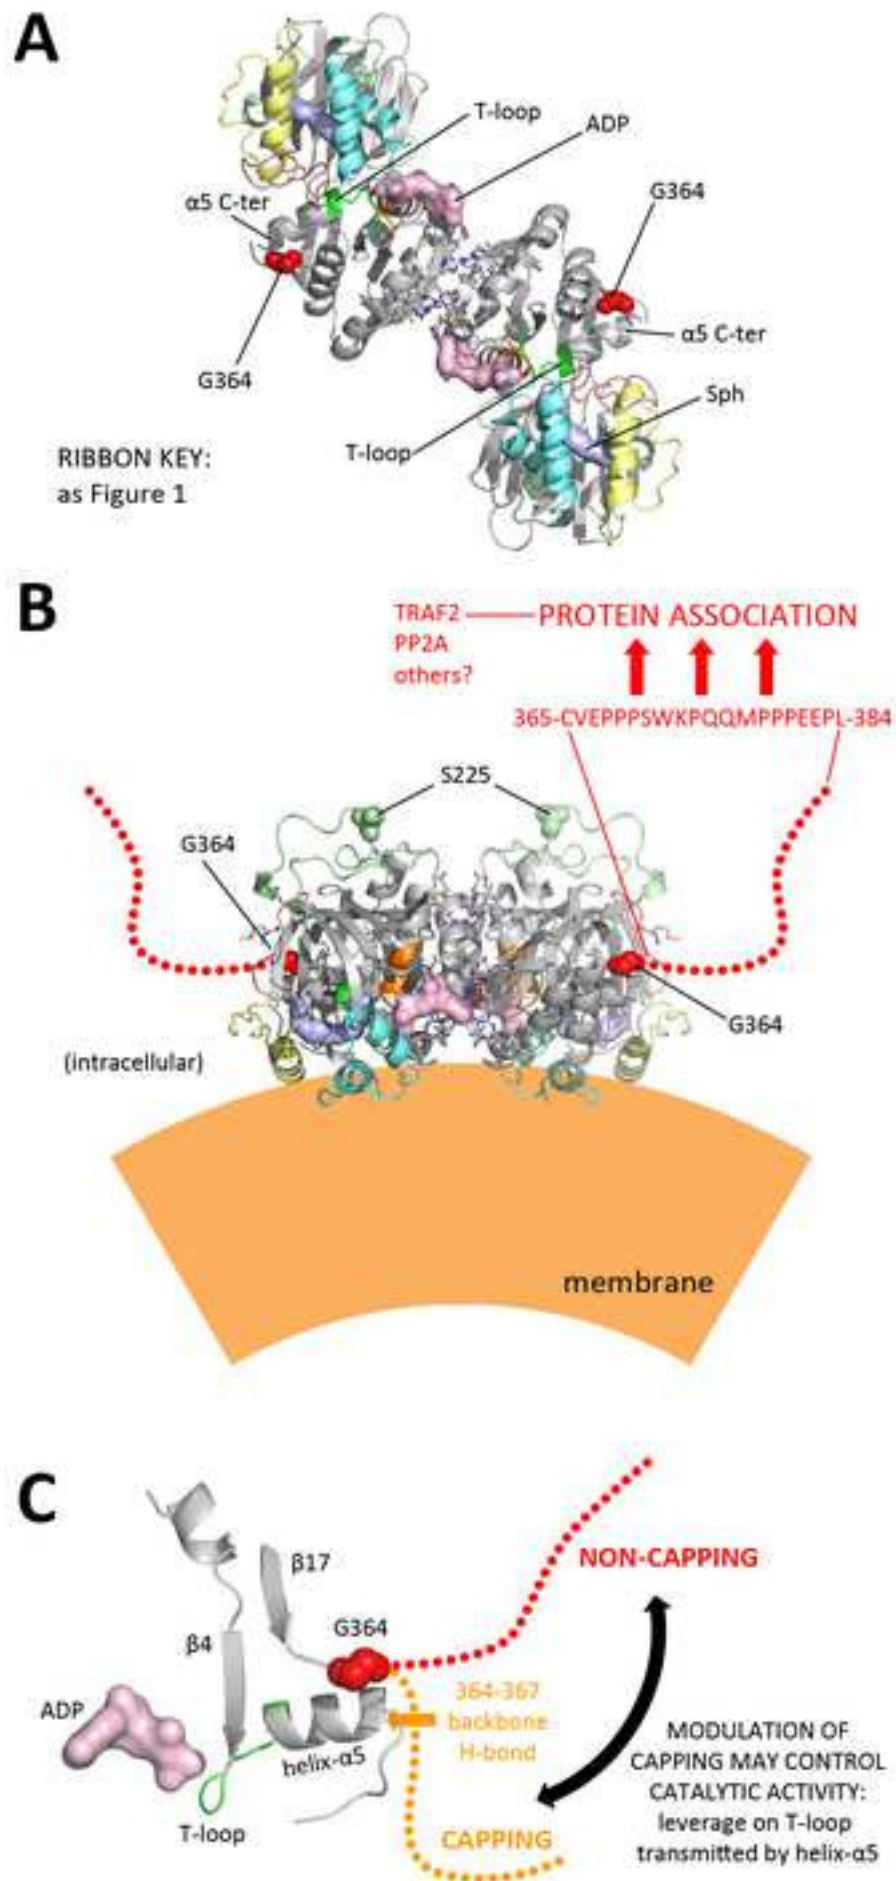 A
T-loop
ADP
G364
α5 C-ter
G364
α5 C-ter
Sph
T-loop
RIBBON KEY:
as Figure 1
B
TRAF2
PP2A
others?
PROTEIN ASSOCIATION
365-CVEPPPSWKPQQMPPPEEPL-384
S225
G364
G364
(intracellular)
membrane
C
β17
G364
β4
ADP
helix-α5
T-loop
NON-CAPPING
364-367
backbone
H-bond
CAPPING
MODULATION OF
CAPPING MAY CONTROL
CATALYTIC ACTIVITY:
leverage on T-loop
transmitted by helix-α5